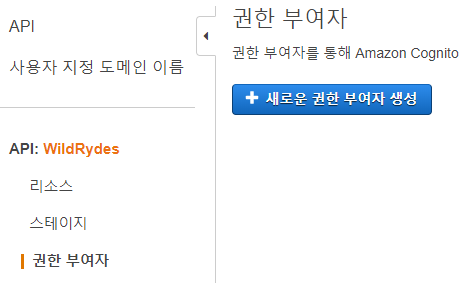 API
사용자 지정 도메인 이름
API: WildRydes
리소스
스테이지
권한 부여자
권한 부여자
권한 부여자를 통해 Amazon Cognito
새로운 권한 부여자 생성